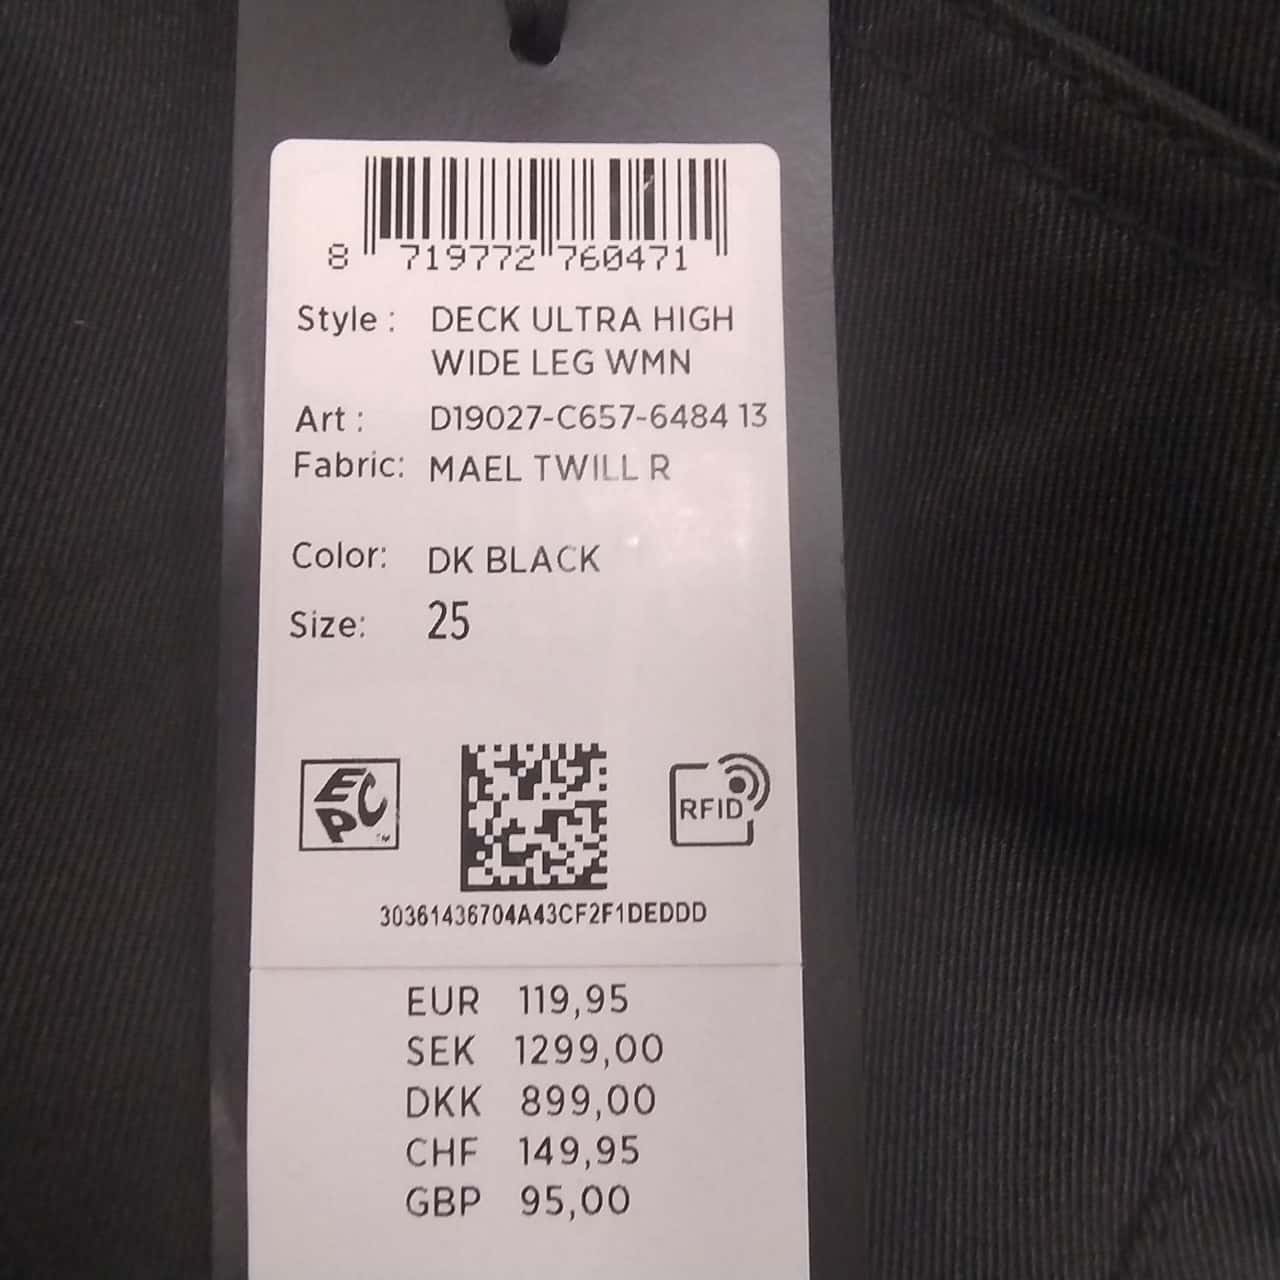 8 719772 760471
Style : DECK ULTRA HIGH
WIDE LEG WMN
Art : D19027-C657-6484 13
Fabric: MAEL TWILL R
Color: DK BLACK
Size: 25
EPC™
RFID
30361436704A43CF2F1DEDDD
EUR 119,95
SEK 1299,00
DKK 899,00
CHF 149,95
GBP 95,00